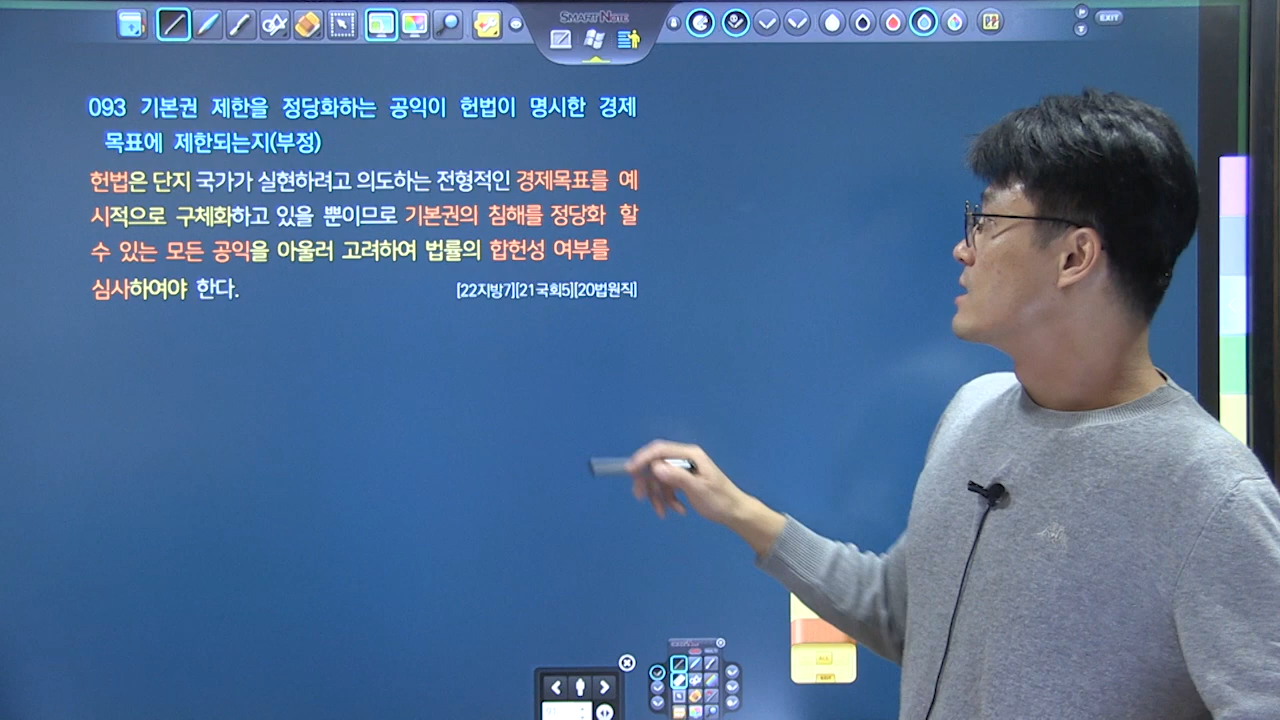 SMARTNOTE
EXIT
093 기본권 제한을 정당화하는 공익이 헌법이 명시한 경제
목표에 제한되는지(부정)
헌법은 단지 국가가 실현하려고 의도하는 전형적인 경제목표를 예
시적으로 구체화하고 있을 뿐이므로 기본권의 침해를 정당화 할
수 있는 모든 공익을 아울러 고려하여 법률의 합헌성 여부를
심사하여야 한다.
[22지방7][21국회5][20법원직]